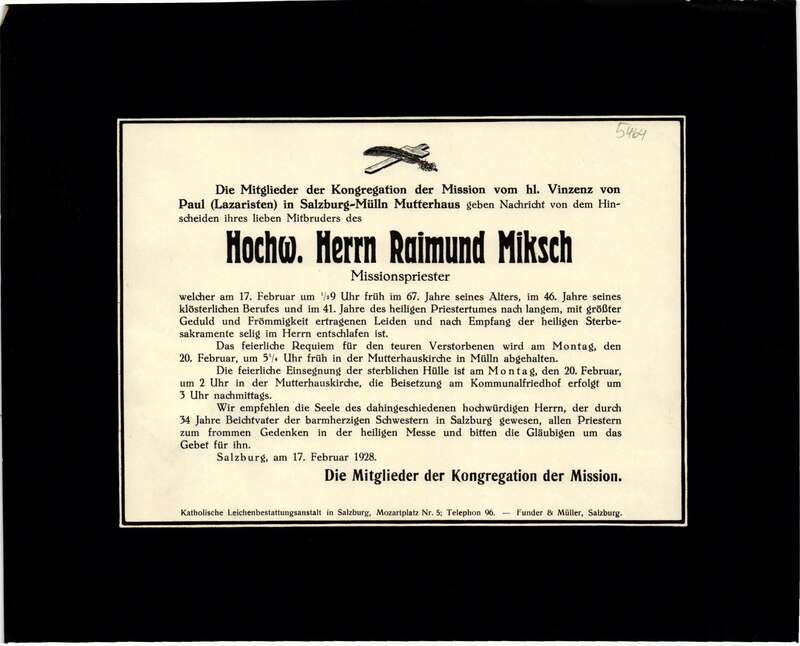 5464
Die Mitglieder der Kongregation der Mission vom hl. Vinzenz von
Paul (Lazaristen) in Salzburg-Mülln Mutterhaus geben Nachricht von dem Hin-
scheiden ihres lieben Mitbruders des
Hochw. Herrn Raimund Miksch
Missionspriester
welcher am 17. Februar um ½9 Uhr früh im 67. Jahre seines Alters, im 46. Jahre seines
klösterlichen Berufes und im 41. Jahre des heiligen Priestertumes nach langem, mit größter
Geduld und Frömmigkeit ertragenen Leiden und nach Empfang der heiligen Sterbe-
sakramente selig im Herrn entschlafen ist.
Das feierliche Requiem für den teuren Verstorbenen wird am Montag, den
20. Februar, um 5¼ Uhr früh in der Mutterhauskirche in Mülln abgehalten.
Die feierliche Einsegnung der sterblichen Hülle ist am Montag, den 20. Februar,
um 2 Uhr in der Mutterhauskirche, die Beisetzung am Kommunalfriedhof erfolgt um
3 Uhr nachmittags.
Wir empfehlen die Seele des dahingeschiedenen hochwürdigen Herrn, der durch
34 Jahre Beichtvater der barmherzigen Schwestern in Salzburg gewesen, allen Priestern
zum frommen Gedenken in der heiligen Messe und bitten die Gläubigen um das
Gebet für ihn.
Salzburg, am 17. Februar 1928.
Die Mitglieder der Kongregation der Mission.
Katholische Leichenbestattungsanstalt in Salzburg, Mozartplatz Nr. 5; Telephon 96. — Funder & Müller, Salzburg.